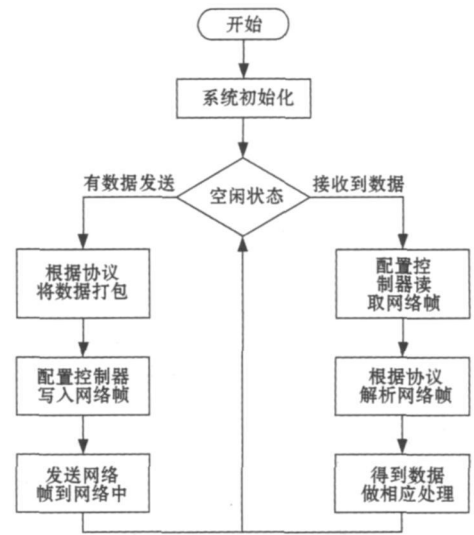 开始
系统初始化
有数据发送
空闲状态
接收到数据
根据协议
将数据打包
配置控制器
写入网络帧
发送网络
帧到网络中
配置控
制器读
取网络帧
根据协议
解析网络帧
得到数据
做相应处理